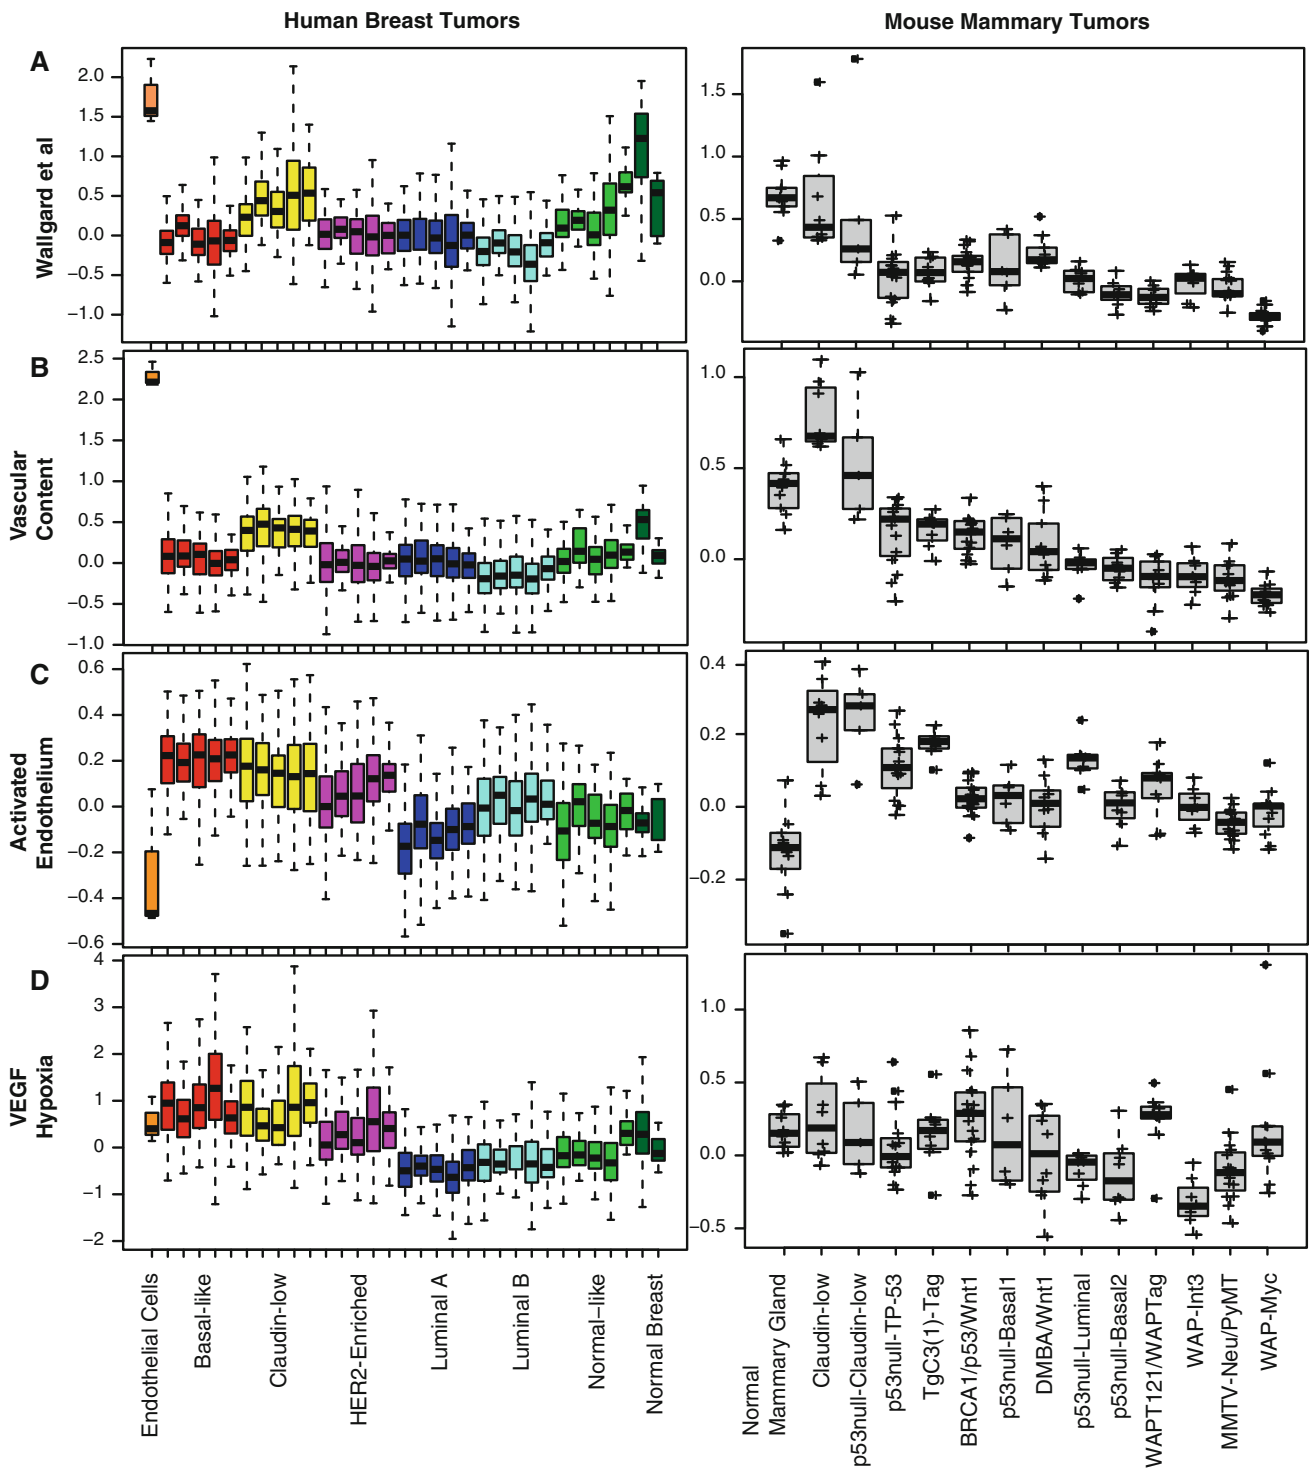 Human Breast Tumors
Mouse Mammary Tumors
A
Wallgard et al
2.0
1.5
1.0
0.5
0.0
−0.5
−1.0
1.5
1.0
0.5
0.0
B
Vascular
Content
2.5
2.0
1.5
1.0
0.5
0.0
−0.5
−1.0
1.0
0.5
0.0
C
Activated
Endothelium
0.6
0.4
0.2
0.0
−0.2
−0.4
−0.6
0.4
0.2
0.0
−0.2
D
VEGF
Hypoxia
4
3
2
1
0
−1
−2
1.0
0.5
0.0
−0.5
Endothelial Cells
Basal-like
Claudin-low
HER2-Enriched
Luminal A
Luminal B
Normal–like
Normal Breast
Normal
Mammary Gland
Claudin-low
p53null-Claudin-low
p53null-TP-53
TgC3(1)-Tag
BRCA1/p53/Wnt1
p53null-Basal1
DMBA/Wnt1
p53null-Luminal
p53null-Basal2
WAPT121/WAPTag
WAP-Int3
MMTV-Neu/PyMT
WAP-Myc